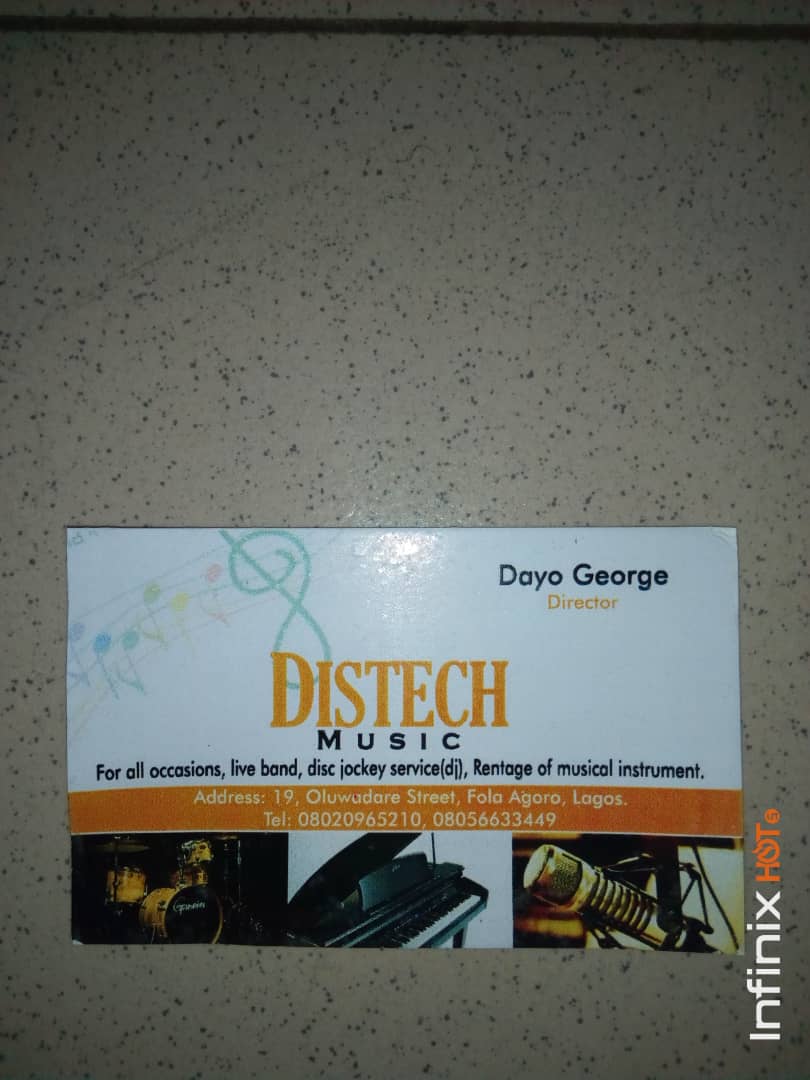 Dayo George
Director
DISTECH
MUSIC
For all occasions, live band, disc jockey service(dj), Rentage of musical instrument.
Address: 19, Oluwadare Street, Fola Agoro, Lagos.
Tel: 08020965210, 08056633449
Infinix HOT 5